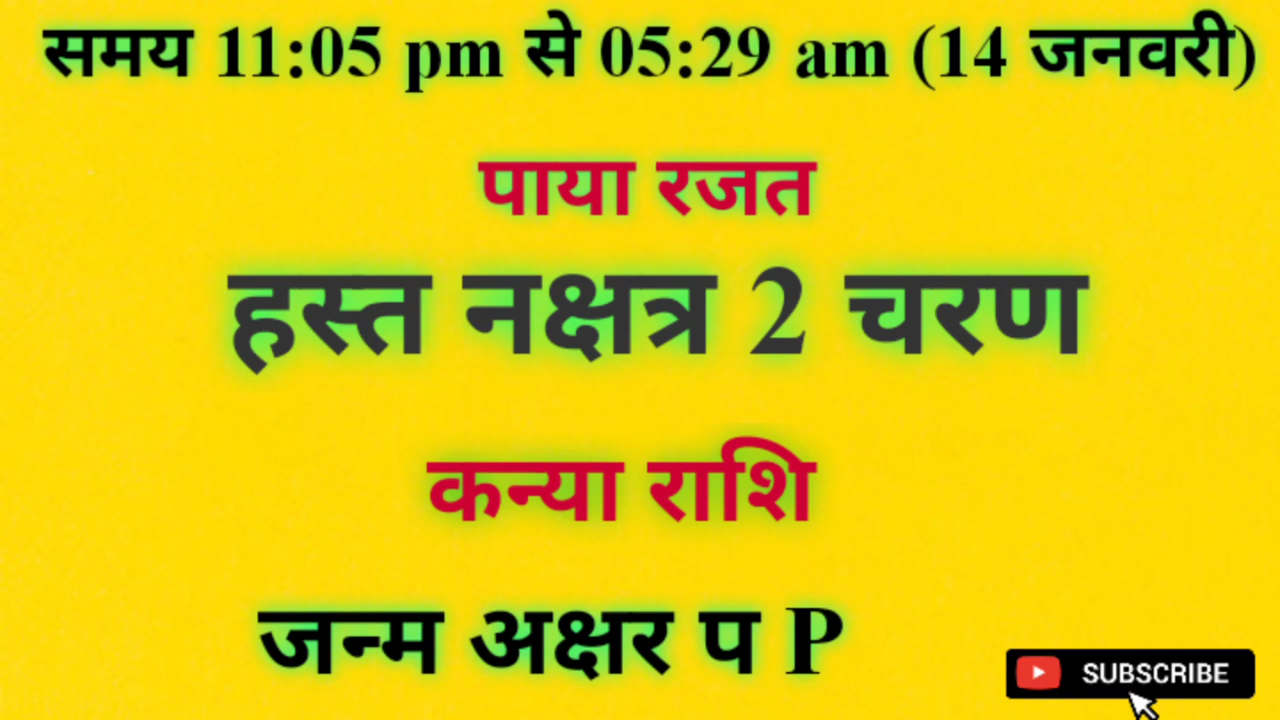 समय 11:05 pm से 05:29 am (14 जनवरी)
पाया रजत
हस्त नक्षत्र 2 चरण
कन्या राशि
जन्म अक्षर प P
SUBSCRIBE